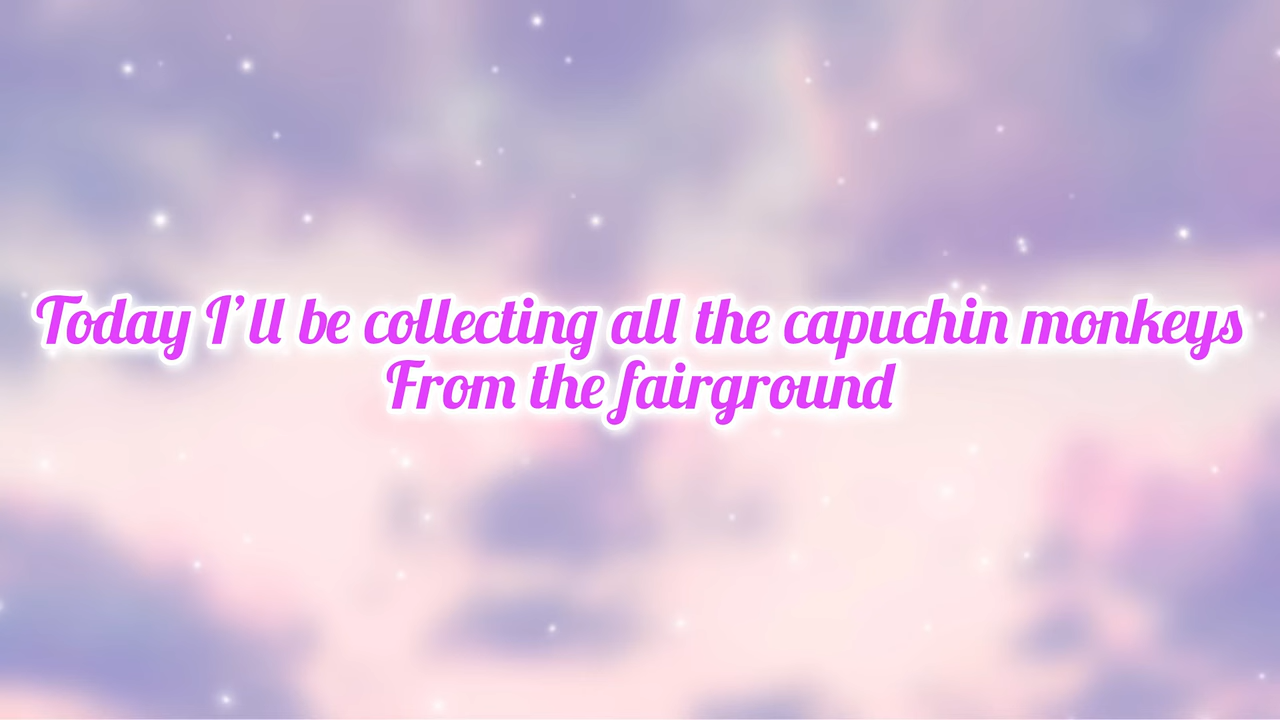 Today I’ll be collecting all the capuchin monkeys
From the fairground